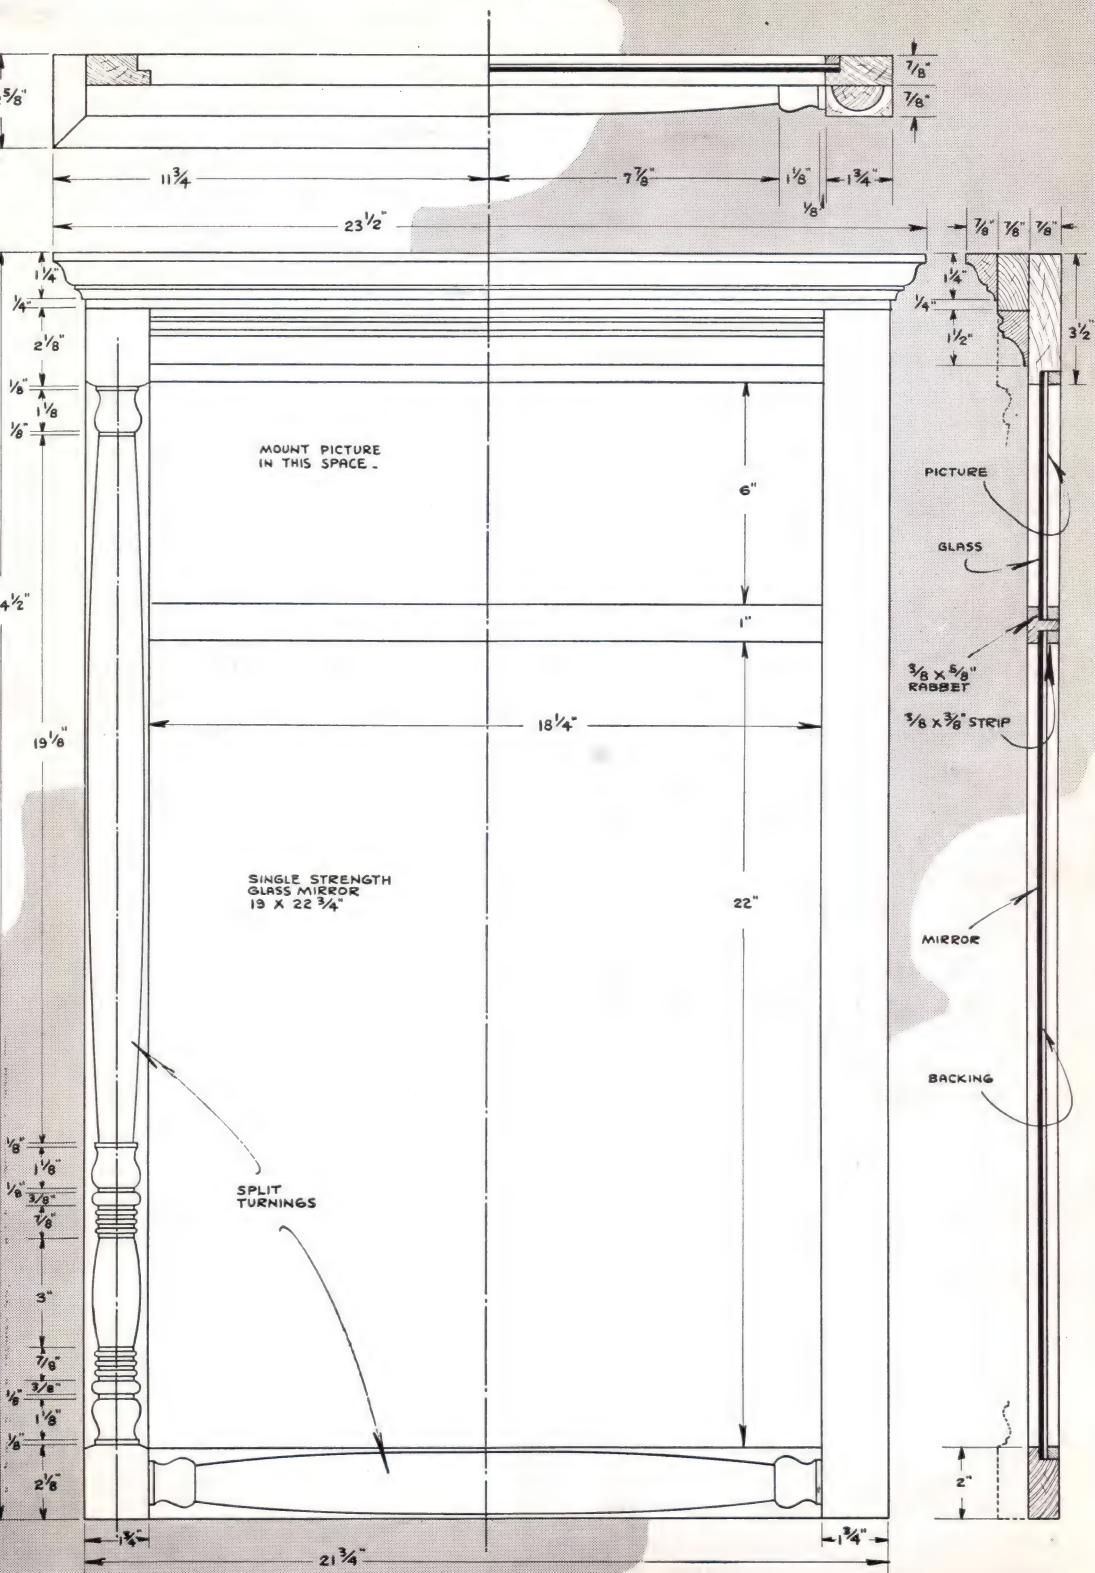 5/8"
7/8"
7/8"
11 3/4
7 7/8"
1 1/8"
1 3/4"
1/8"
23 1/2"
7/8" 7/8" 7/8"
1 1/4"
1/4"
2 1/8"
1/8"
1 1/8
1/8"
1 1/4"
1/4"
1 1/2"
3 1/2"
MOUNT PICTURE
IN THIS SPACE -
6"
PICTURE
GLASS
4 1/2"
1"
3/8 X 5/8"
RABBET
3/8 X 3/8" STRIP
18 1/4"
19 1/8"
SINGLE STRENGTH
GLASS MIRROR
19 X 22 3/4"
22"
MIRROR
BACKING
1/8"
1 1/8"
1/8"
3/8"
7/8"
SPLIT
TURNINGS
3"
7/8"
3/8"
1/8"
1 1/8"
1/8"
2 1/8"
2"
1 3/4"
1 3/4"
21 3/4"